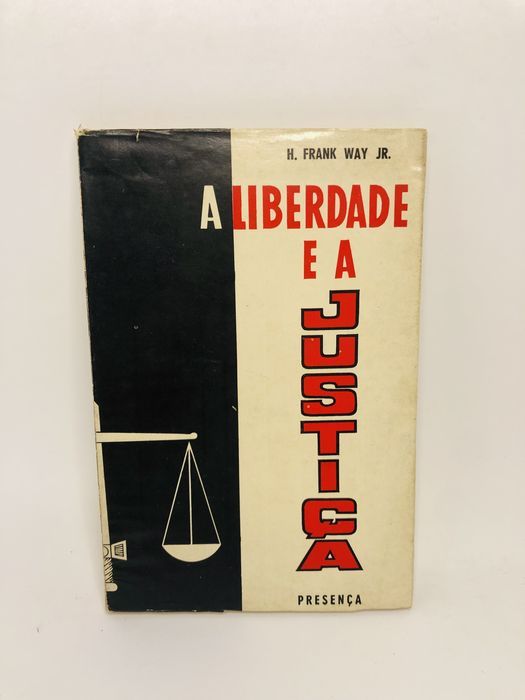 H. FRANK WAY JR.
A LIBERDADE
E A
JUSTIÇA
PRESENÇA